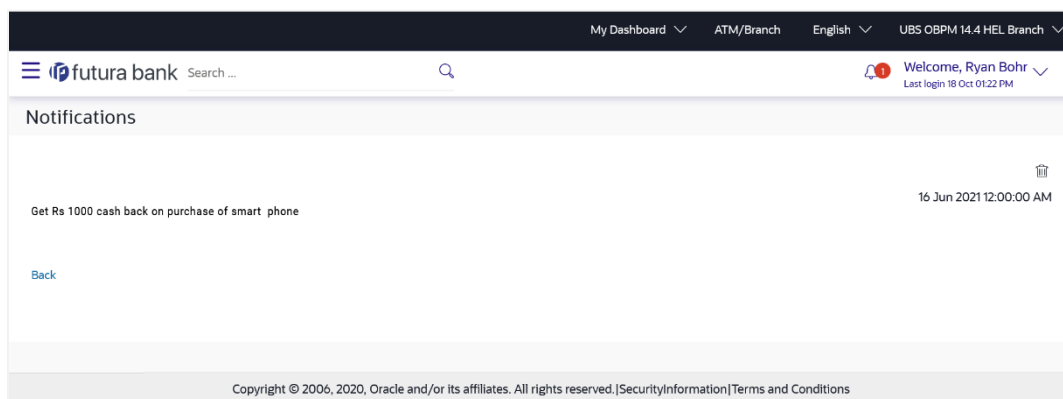 My Dashboard ATM/Branch English UBS OBPM 14.4 HEL Branch
futura bank Search ... 1 Welcome, Ryan Bohr
Last login 18 Oct 01:22 PM
Notifications
16 Jun 2021 12:00:00 AM
Get Rs 1000 cash back on purchase of smart phone
Back
Copyright © 2006, 2020, Oracle and/or its affiliates. All rights reserved.|SecurityInformation|Terms and Conditions